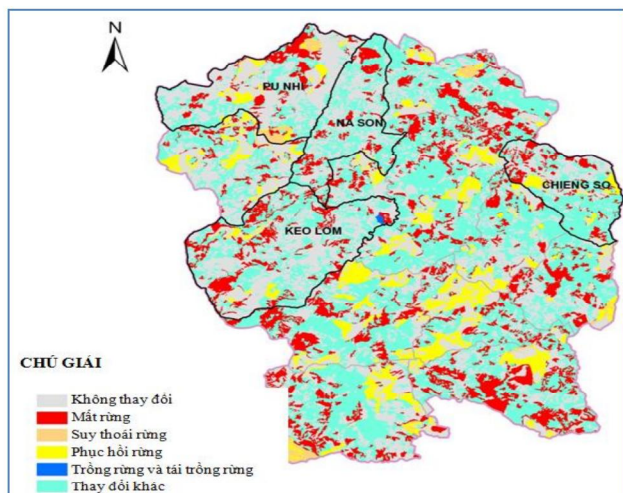 N
PU NHI
NA SON
CHIENG SO
KEO LOM
CHÚ GIẢI
Không thay đổi
Mất rừng
Suy thoái rừng
Phục hồi rừng
Trồng rừng và tái trồng rừng
Thay đổi khác